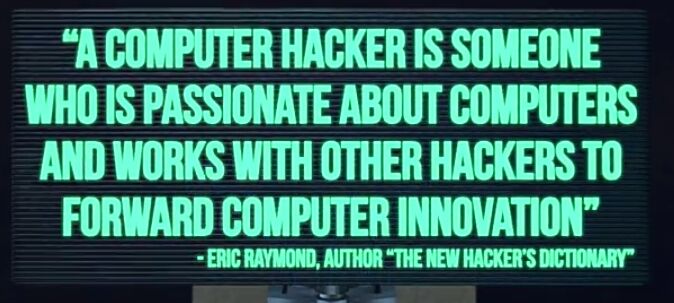 “A COMPUTER HACKER IS SOMEONE
WHO IS PASSIONATE ABOUT COMPUTERS
AND WORKS WITH OTHER HACKERS TO
FORWARD COMPUTER INNOVATION”
- ERIC RAYMOND, AUTHOR “THE NEW HACKER'S DICTIONARY”